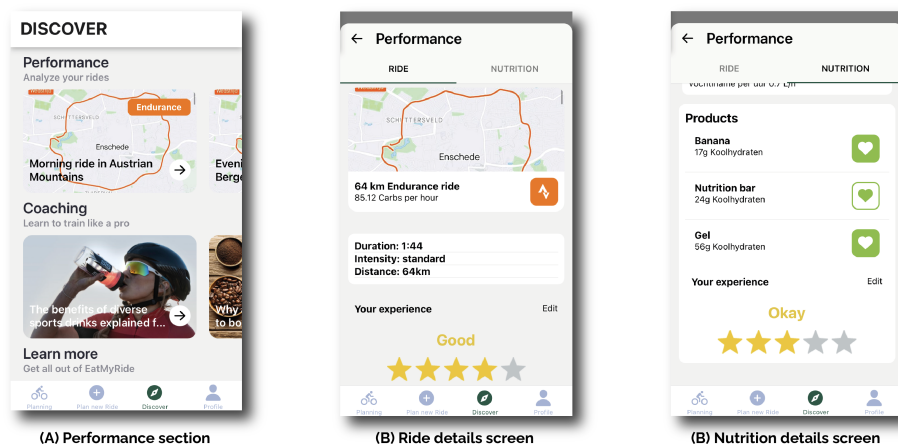 DISCOVER
Performance
Analyze your rides
Endurance
Enschede
Morning ride in Austrian
Mountains
Eveni
Berge
Coaching
Learn to train like a pro
The benefits of diverse
sports drinks explained f...
Why
to bo
Learn more
Get all out of EatMyRide
Planning
Plan new Ride
Discover
Profile
(A) Performance section
Performance
RIDE
NUTRITION
Enschede
64 km Endurance ride
85.12 Carbs per hour
Duration: 1:44
Intensity: standard
Distance: 64km
Your experience
Edit
Good
Planning
Plan new Ride
Discover
Profile
(B) Ride details screen
Performance
RIDE
NUTRITION
Products
Banana
17g Koolhydraten
Nutrition bar
24g Koolhydraten
Gel
56g Koolhydraten
Your experience
Edit
Okay
Planning
Plan new Ride
Discover
Profile
(B) Nutrition details screen